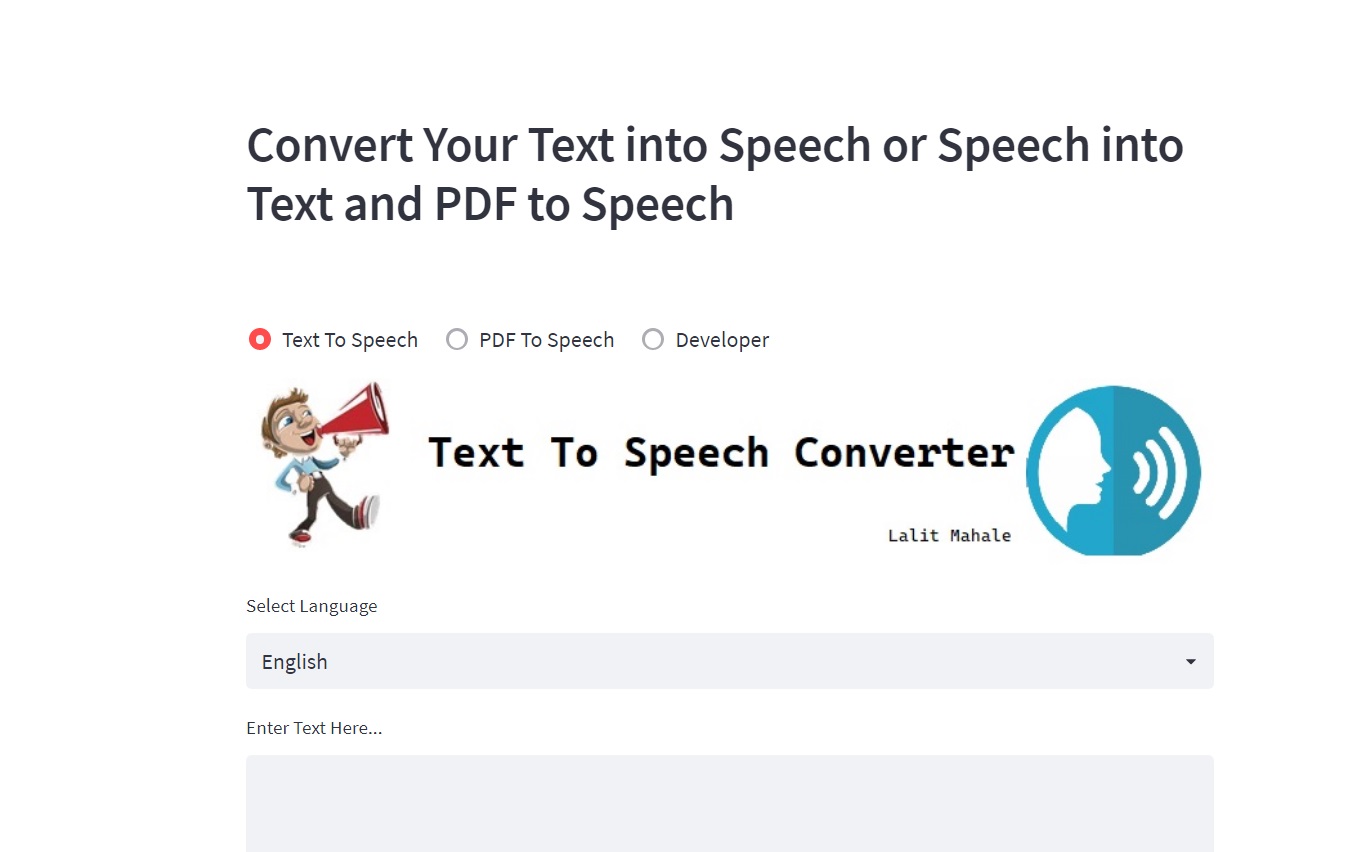 Convert Your Text into Speech or Speech into
Text and PDF to Speech
Text To Speech PDF To Speech Developer
Text To Speech Converter
Lalit Mahale
Select Language
English
Enter Text Here...